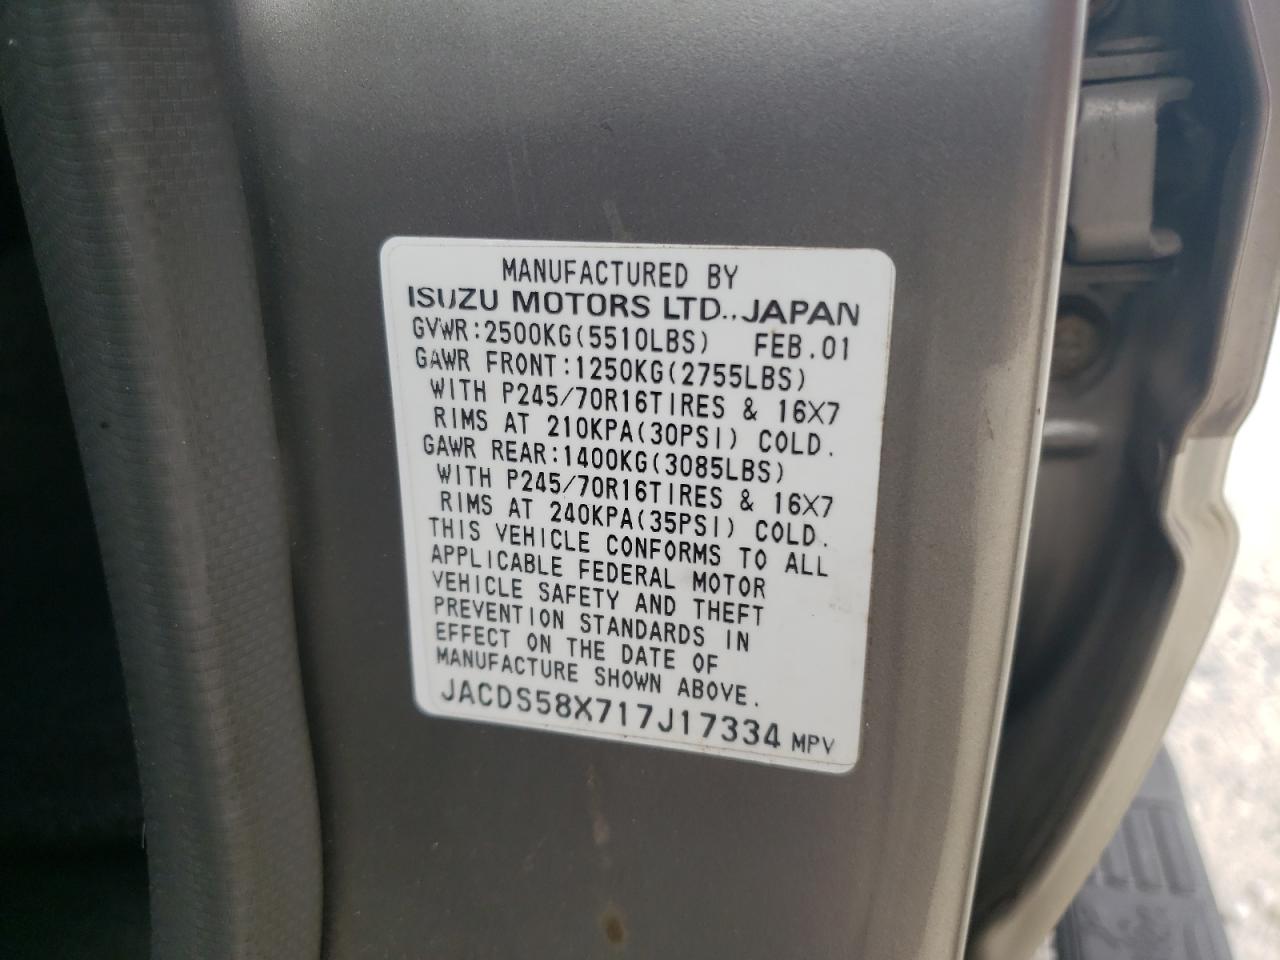 MANUFACTURED BY
ISUZU MOTORS LTD., JAPAN
GVWR:2500KG(5510LBS) FEB.01
GAWR FRONT:1250KG(2755LBS)
WITH P245/70R16TIRES & 16X7
RIMS AT 210KPA(30PSI) COLD.
GAWR REAR:1400KG(3085LBS)
WITH P245/70R16TIRES & 16X7
RIMS AT 240KPA(35PSI) COLD.
THIS VEHICLE CONFORMS TO ALL
APPLICABLE FEDERAL MOTOR
VEHICLE SAFETY AND THEFT
PREVENTION STANDARDS IN
EFFECT ON THE DATE OF
MANUFACTURE SHOWN ABOVE.
JACDS58X717J17334 MPV